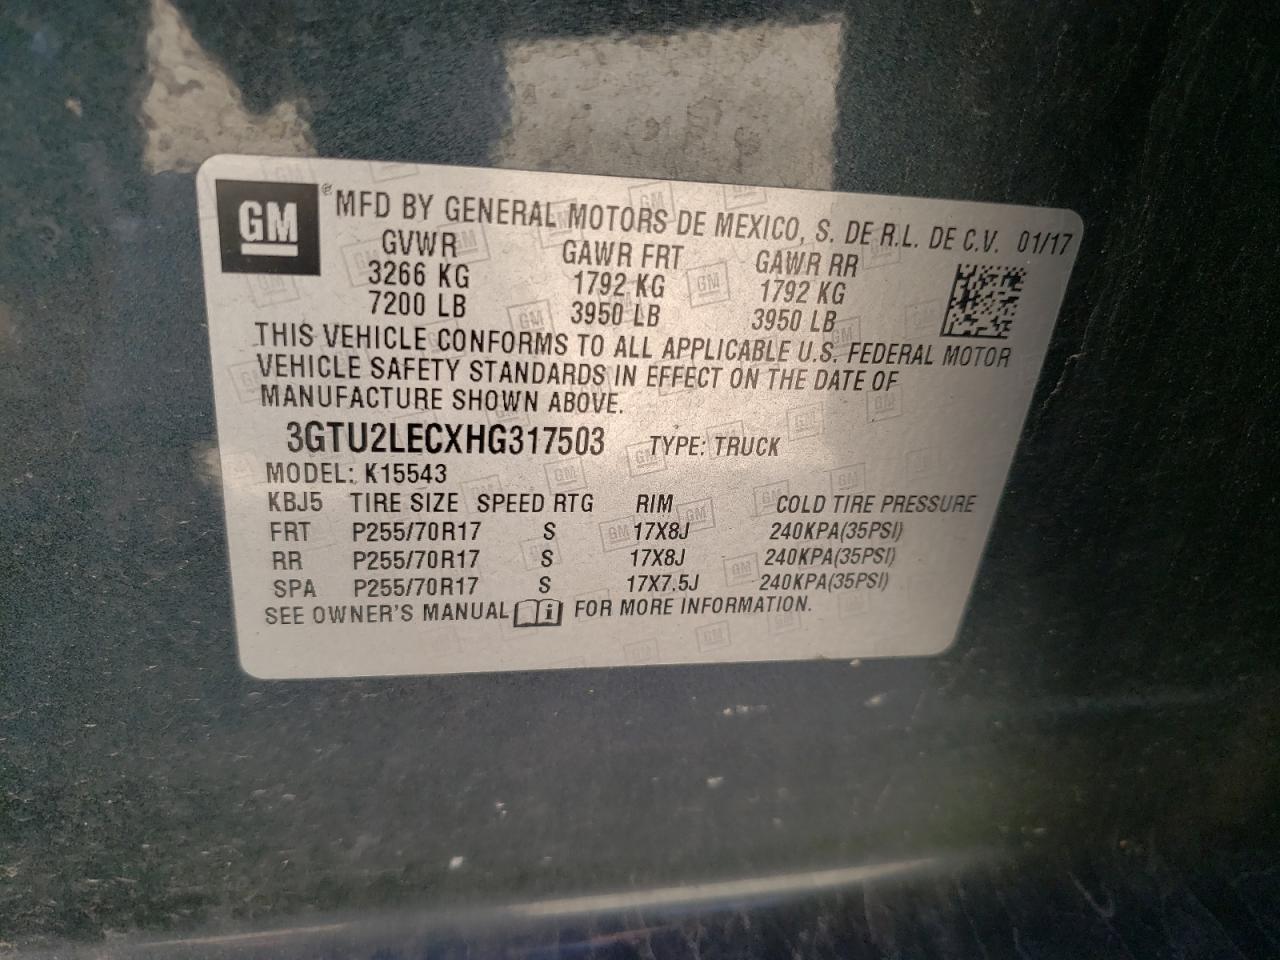 GM ® MFD BY GENERAL MOTORS DE MEXICO, S. DE R.L. DE C.V. 01/17
GVWR GAWR FRT GAWR RR
3266 KG 1792 KG 1792 KG
7200 LB 3950 LB 3950 LB
THIS VEHICLE CONFORMS TO ALL APPLICABLE U.S. FEDERAL MOTOR
VEHICLE SAFETY STANDARDS IN EFFECT ON THE DATE OF
MANUFACTURE SHOWN ABOVE.
3GTU2LECXHG317503 TYPE: TRUCK
MODEL: K15543
KBJ5 TIRE SIZE SPEED RTG RIM COLD TIRE PRESSURE
FRT P255/70R17 S 17X8J 240KPA(35PSI)
RR P255/70R17 S 17X8J 240KPA(35PSI)
SPA P255/70R17 S 17X7.5J 240KPA(35PSI)
SEE OWNER'S MANUAL i FOR MORE INFORMATION.